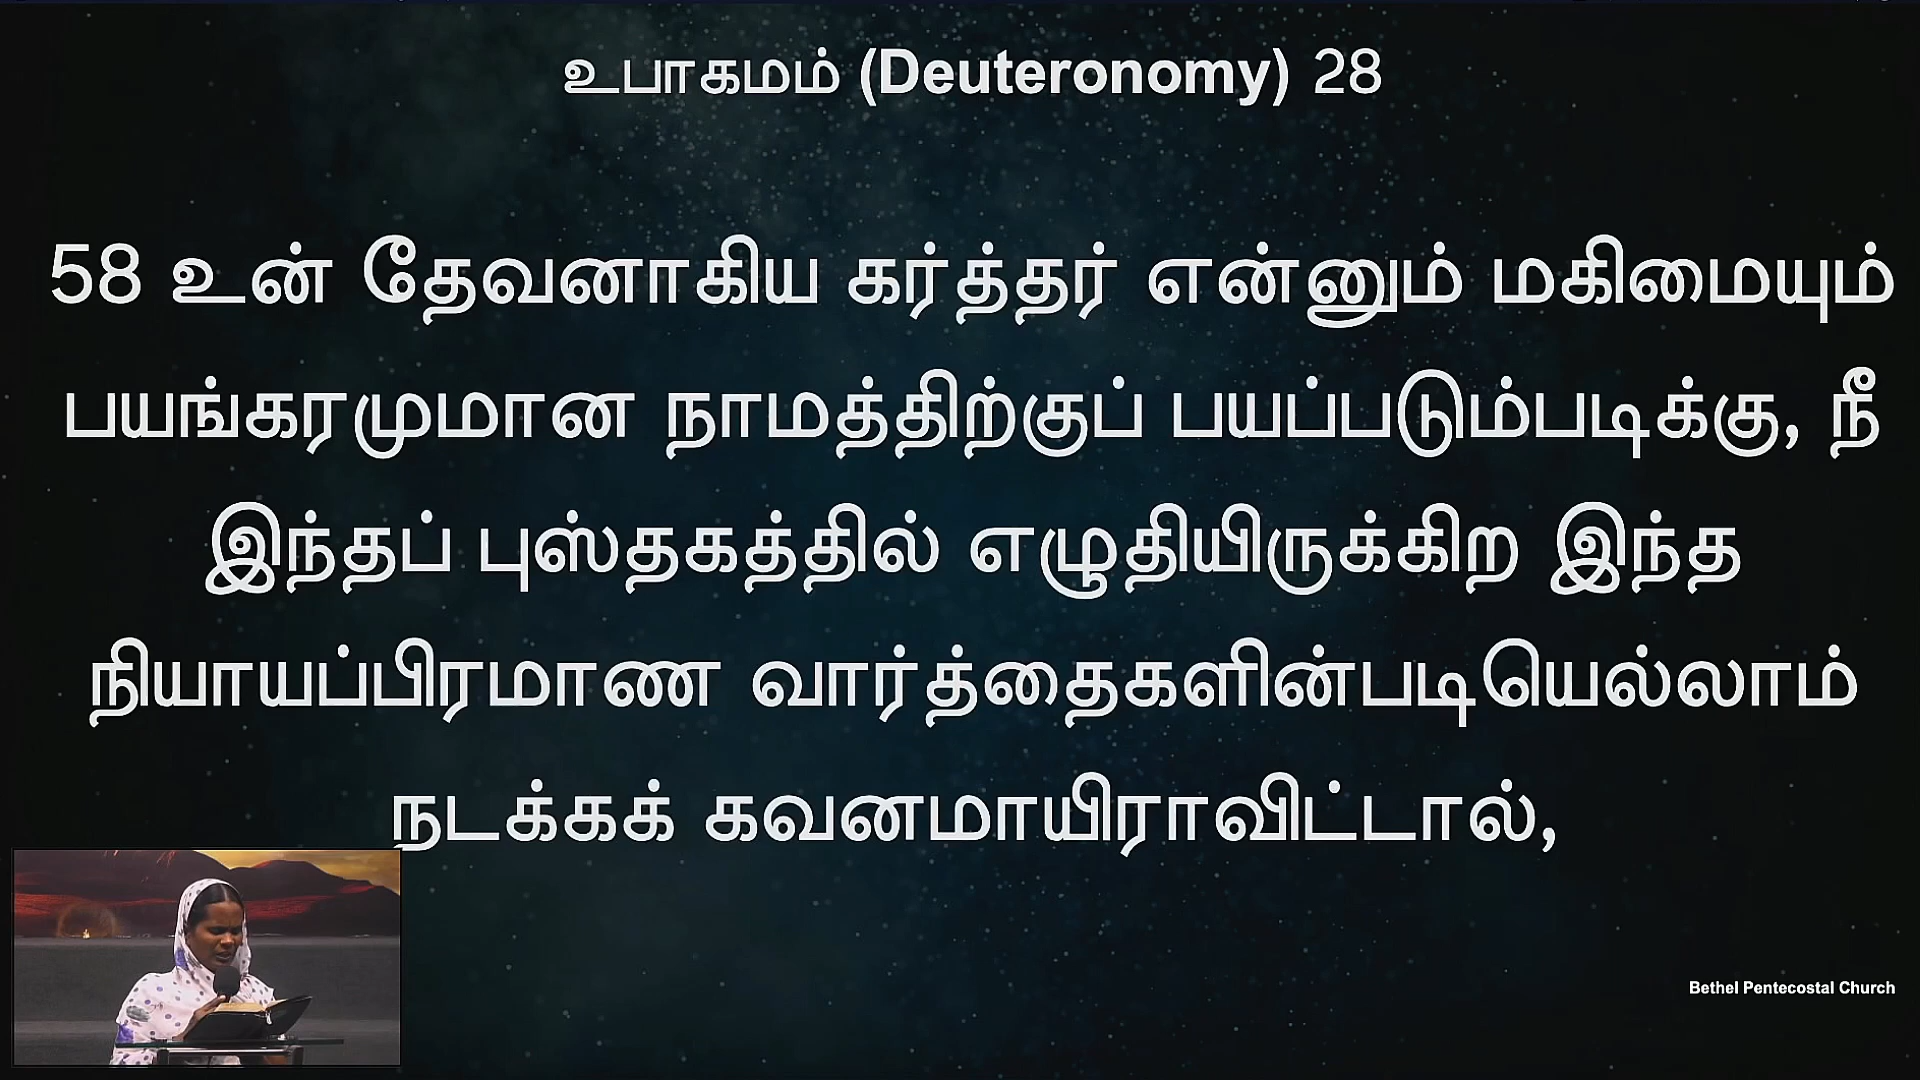 உபாகமம் (Deuteronomy) 28
58 உன் தேவனாகிய கர்த்தர் என்னும் மகிமையும்
பயங்கரமுமான நாமத்திற்குப் பயப்படும்படிக்கு, நீ
இந்தப் புஸ்தகத்தில் எழுதியிருக்கிற இந்த
நியாயப்பிரமாண வார்த்தைகளின்படியெல்லாம்
நடக்கக் கவனமாயிராவிட்டால்,
Bethel Pentecostal Church